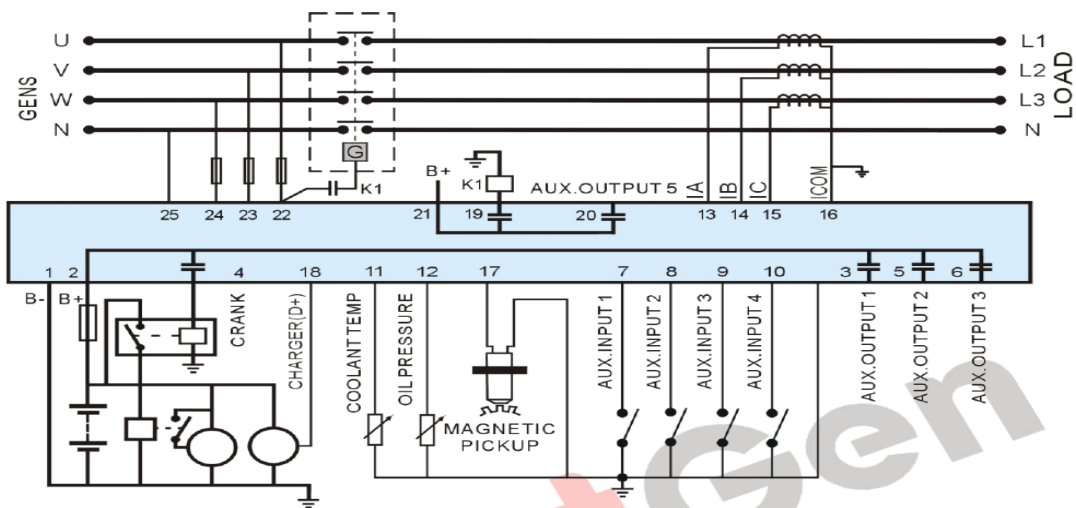 U
V
W
N
GENS
L1
L2
L3
N
LOAD
G
K1
B+
K1
AUX.OUTPUT 5
IA
IB
IC
ICOM
25 24 23 22 21 19 20 13 14 15 16
1 2 4 18 11 12 17 7 8 9 10 3 5 6
B- B+
CRANK
CHARGER(D+)
COOLANTTEMP
OIL PRESSURE
MAGNETIC
PICKUP
AUX.INPUT 1
AUX.INPUT 2
AUX.INPUT 3
AUX.INPUT 4
AUX.OUTPUT 1
AUX.OUTPUT 2
AUX.OUTPUT 3
Gen